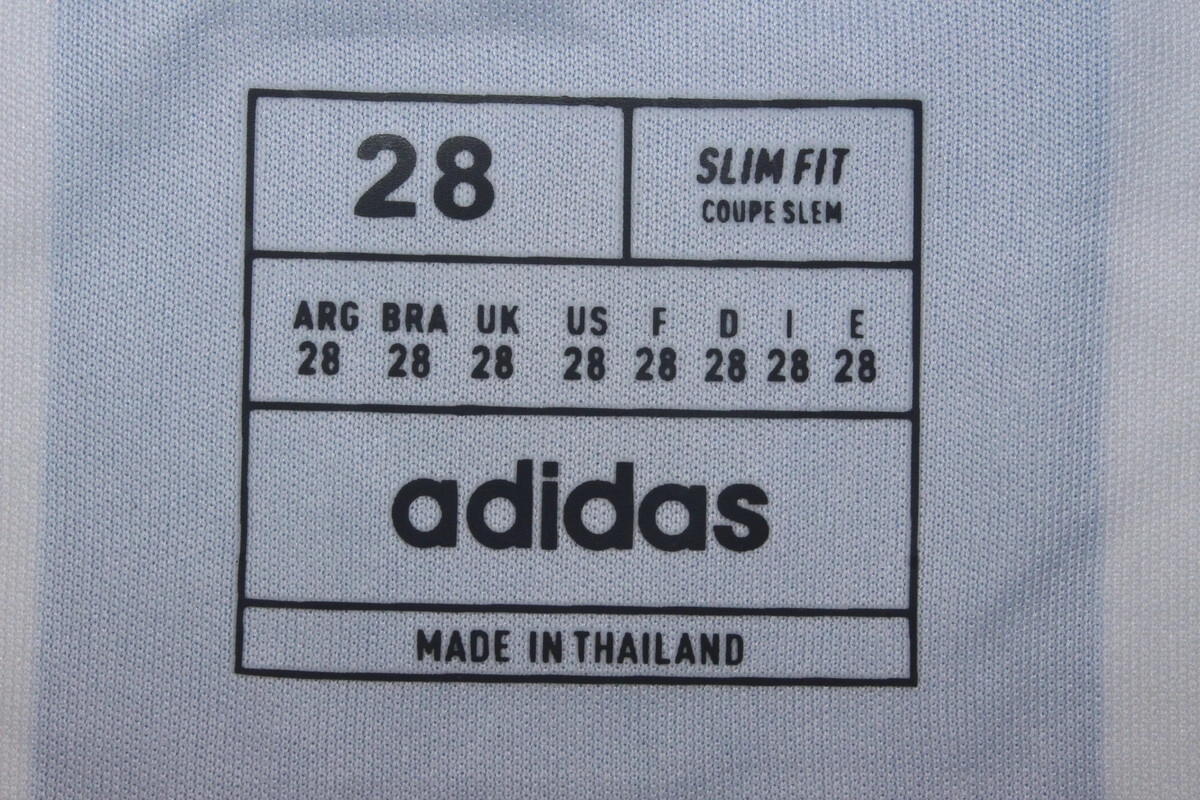 28
SLIM FIT
COUPE SLEM
ARG BRA UK US F D I E
28 28 28 28 28 28 28 28
adidas
MADE IN THAILAND